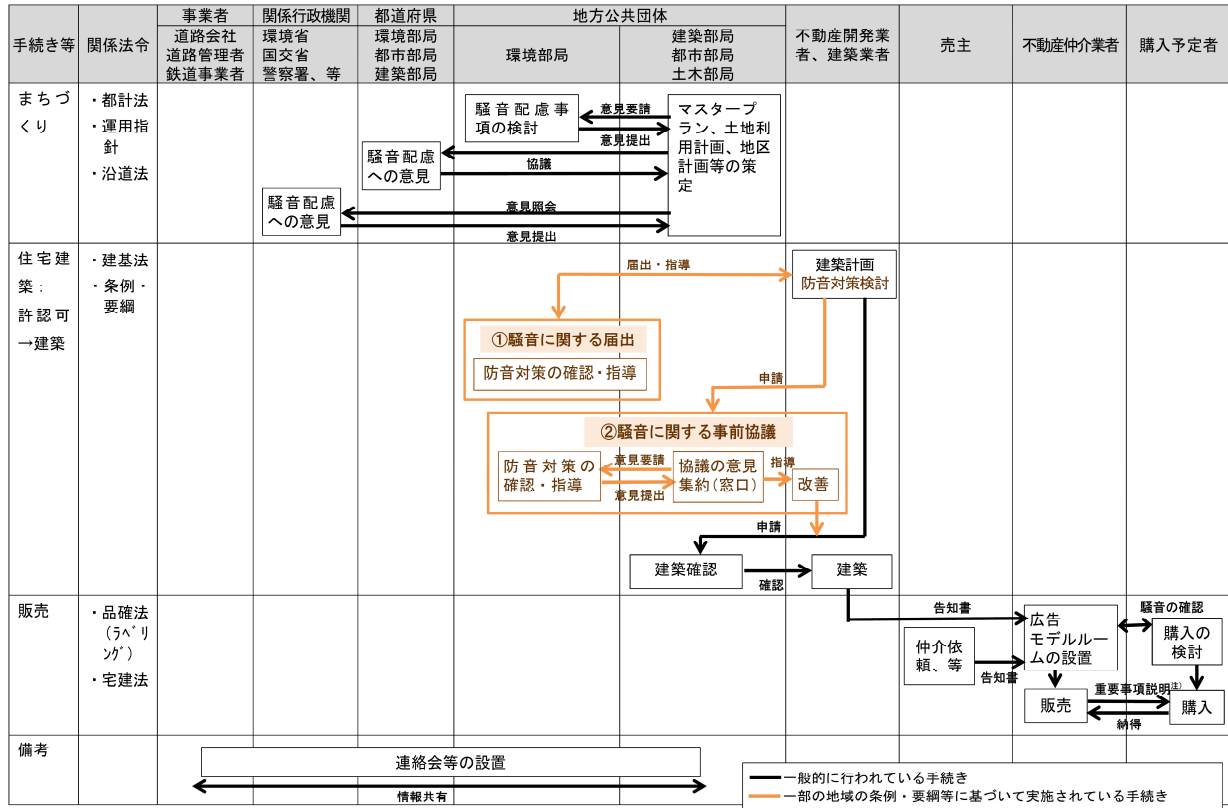 手続き等
関係法令
事業者
道路会社
道路管理者
鉄道事業者
関係行政機関
環境省
国交省
警察署、等
都道府県
環境部局
都市部局
建築部局
地方公共団体
環境部局
建築部局
都市部局
土木部局
不動産開発業
者、建築業者
売主
不動産仲介業者
購入予定者
まちづ
くり
・都計法
・運用指
針
・沿道法
騒音配慮事
項の検討
意見要請
意見提出
マスタープ
ラン、土地利
用計画、地区
計画等の策
定
騒音配慮
への意見
協議
騒音配慮
への意見
意見照会
意見提出
住宅建
築：
許認可
→建築
・建基法
・条例・
要綱
届出・指導
建築計画
防音対策検討
①騒音に関する届出
防音対策の確認・指導
申請
②騒音に関する事前協議
防音対策の
確認・指導
意見要請
意見提出
協議の意見
集約（窓口）
指導
改善
申請
建築確認
確認
建築
販売
・品確法
（ﾗﾍﾞﾘ
ﾝｸﾞ）
・宅建法
告知書
仲介依
頼、等
告知書
広告
モデルルー
ムの設置
騒音の確認
購入の
検討
販売
重要事項説明注）
納得
購入
備考
連絡会等の設置
情報共有
一般的に行われている手続き
一部の地域の条例・要綱等に基づいて実施されている手続き